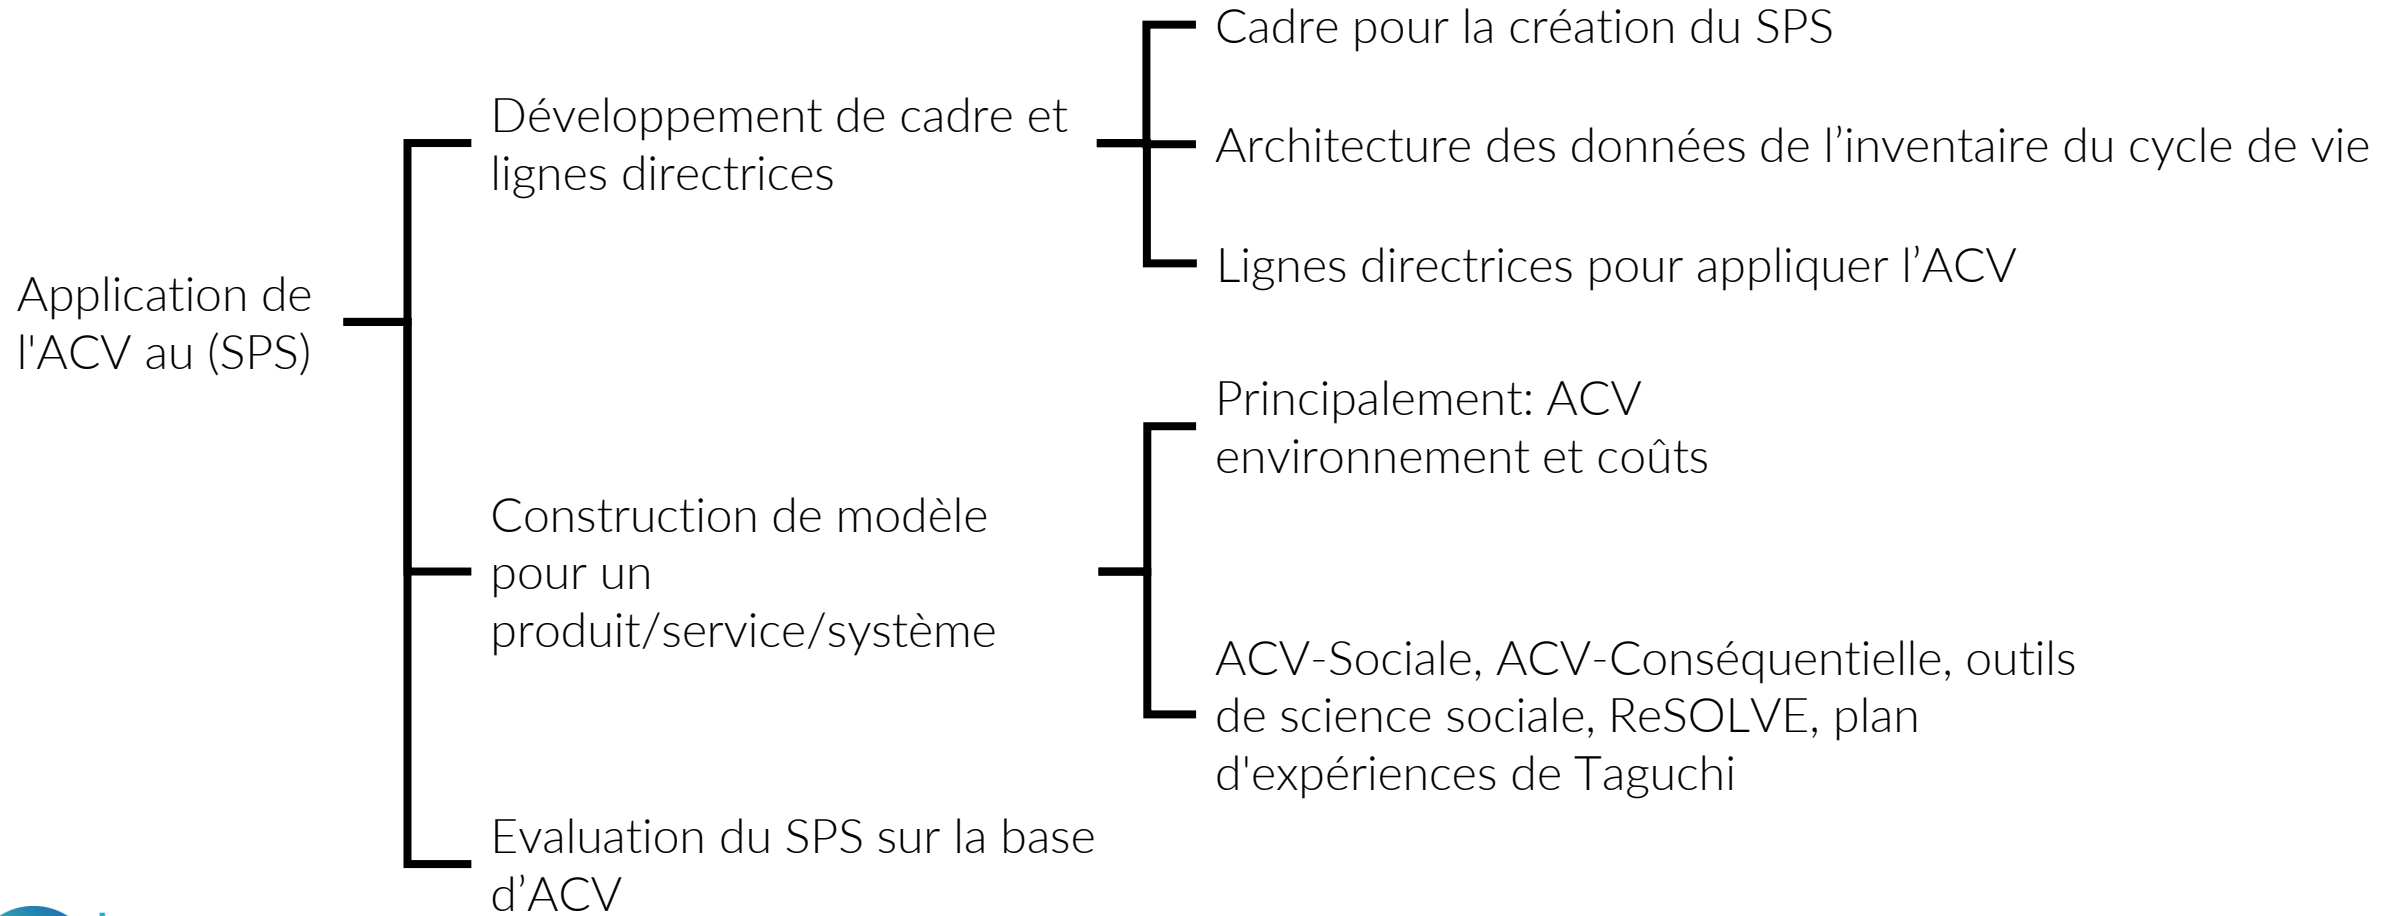 Application de
l'ACV au (SPS)
Développement de cadre et
lignes directrices
Cadre pour la création du SPS
Architecture des données de l’inventaire du cycle de vie
Lignes directrices pour appliquer l’ACV
Construction de modèle
pour un
produit/service/système
Principalement: ACV
environnement et coûts
ACV-Sociale, ACV-Conséquentielle, outils
de science sociale, ReSOLVE, plan
d'expériences de Taguchi
Evaluation du SPS sur la base
d’ACV